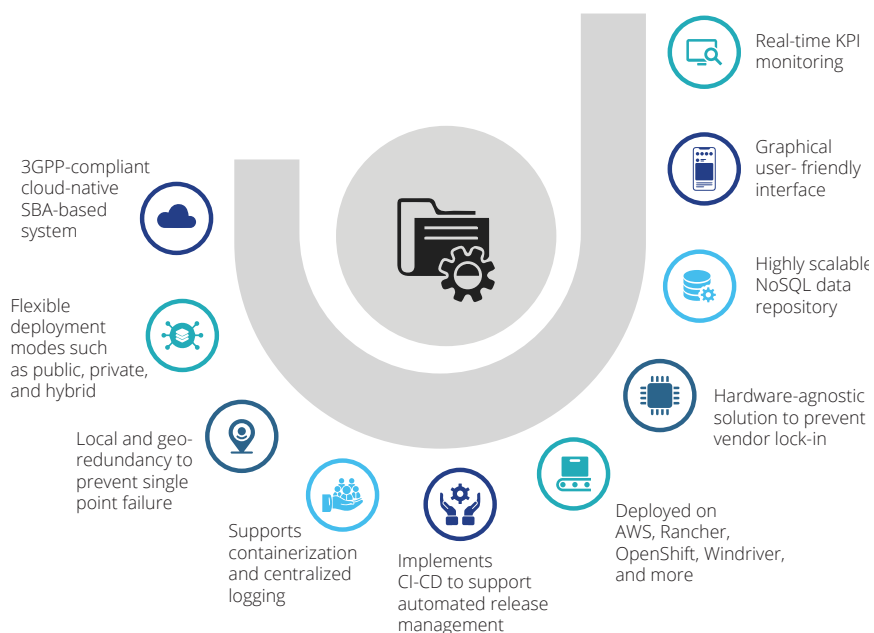 Real-time KPI
monitoring
Graphical
user- friendly
interface
3GPP-compliant
cloud-native
SBA-based
system
Highly scalable
NoSQL data
repository
Flexible
deployment
modes such
as public, private,
and hybrid
Hardware-agnostic
solution to prevent
vendor lock-in
Local and geo-
redundancy to
prevent single
point failure
Deployed on
AWS, Rancher,
OpenShift, Windriver,
and more
Supports
containerization
and centralized
logging
Implements
CI-CD to support
automated release
management